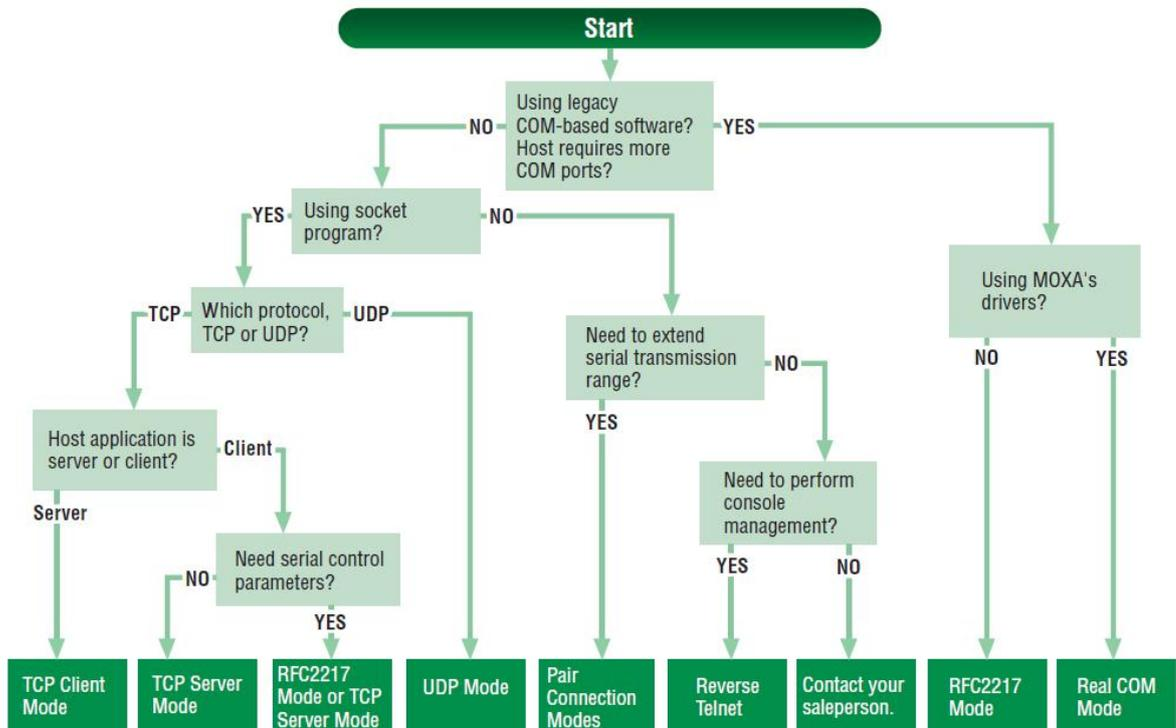 Start
Using legacy
COM-based software?
Host requires more
COM ports?
NO
YES
Using socket
program?
YES
NO
Using MOXA's
drivers?
Which protocol,
TCP or UDP?
TCP
UDP
Need to extend
serial transmission
range?
NO
NO
YES
YES
Host application is
server or client?
Client
Server
Need to perform
console
management?
YES
NO
Need serial control
parameters?
NO
YES
TCP Client
Mode
TCP Server
Mode
RFC2217
Mode or TCP
Server Mode
UDP Mode
Pair
Connection
Modes
Reverse
Telnet
Contact your
saleperson.
RFC2217
Mode
Real COM
Mode